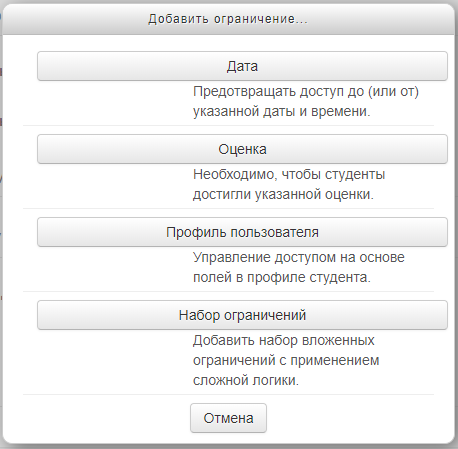 Добавить ограничение...
Дата
Предотвращать доступ до (или от)
указанной даты и времени.
Оценка
Необходимо, чтобы студенты
достигли указанной оценки.
Профиль пользователя
Управление доступом на основе
полей в профиле студента.
Набор ограничений
Добавить набор вложенных
ограничений с применением
сложной логики.
Отмена